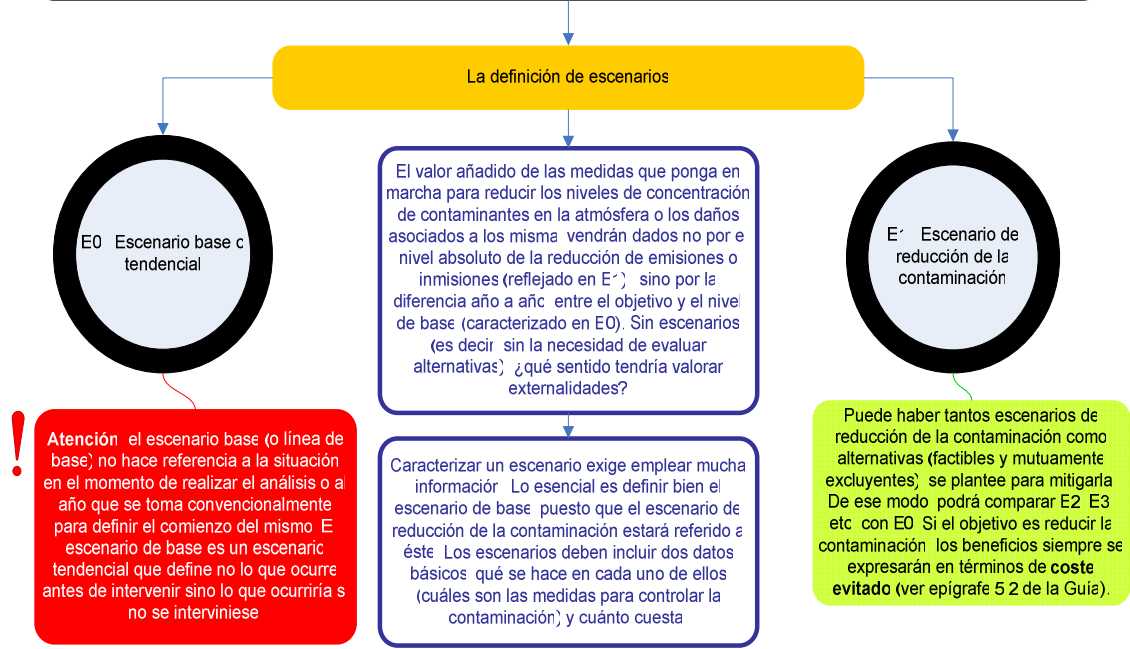 La definición de escenarios
E0 Escenario base o
tendencial
El valor añadido de las medidas que ponga en
marcha para reducir los niveles de concentración
de contaminantes en la atmósfera o los daños
asociados a los misma vendrán dados no por e
nivel absoluto de la reducción de emisiones o
inmisiones (reflejado en E1) sino por la
diferencia año a año entre el objetivo y el nivel
de base (caracterizado en E0). Sin escenarios
(es decir sin la necesidad de evaluar
alternativas) ¿qué sentido tendría valorar
externalidades?
E1 Escenario de
reducción de la
contaminación
!
Atención el escenario base (o línea de
base) no hace referencia a la situación
en el momento de realizar el análisis o al
año que se toma convencionalmente
para definir el comienzo del mismo E
escenario de base es un escenario
tendencial que define no lo que ocurre
antes de intervenir sino lo que ocurriría s
no se interviniese
Caracterizar un escenario exige emplear mucha
información Lo esencial es definir bien el
escenario de base puesto que el escenario de
reducción de la contaminación estará referido a
éste Los escenarios deben incluir dos datos
básicos qué se hace en cada uno de ellos
(cuáles son las medidas para controlar la
contaminación) y cuánto cuesta
Puede haber tantos escenarios de
reducción de la contaminación como
alternativas (factibles y mutuamente
excluyentes) se plantee para mitigarla
De ese modo podrá comparar E2 E3
etc con E0 Si el objetivo es reducir la
contaminación los beneficios siempre se
expresarán en términos de coste
evitado (ver epígrafe 5 2 de la Guía).